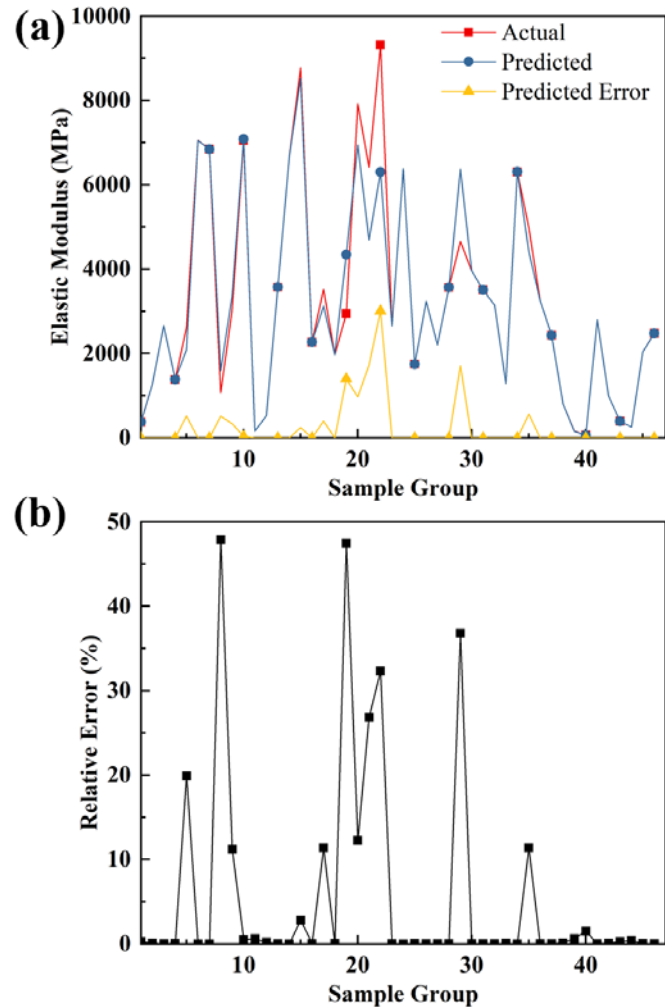 (a)
Elastic Modulus (MPa)
10000
8000
6000
4000
2000
0
Actual
Predicted
Predicted Error
10
20
30
40
Sample Group
(b)
Relative Error (%)
50
40
30
20
10
0
10
20
30
40
Sample Group